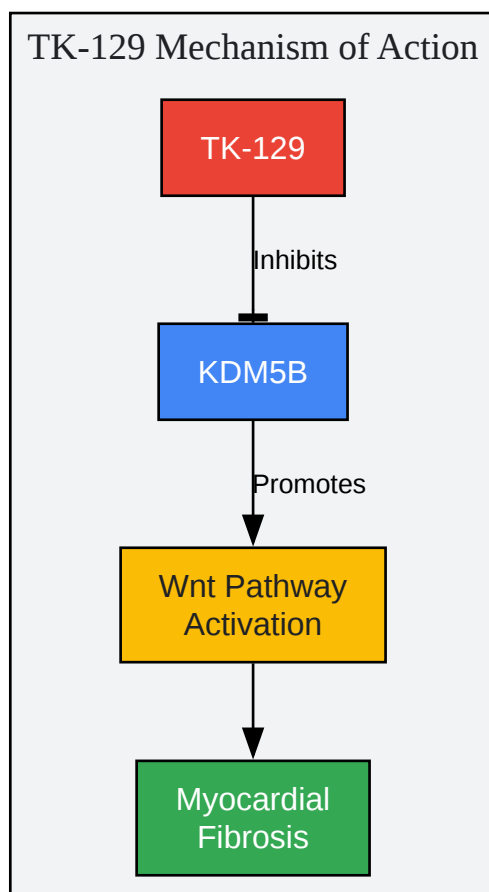 TK-129 Mechanism of Action
TK-129
Inhibits
KDM5B
Promotes
Wnt Pathway
Activation
Myocardial
Fibrosis